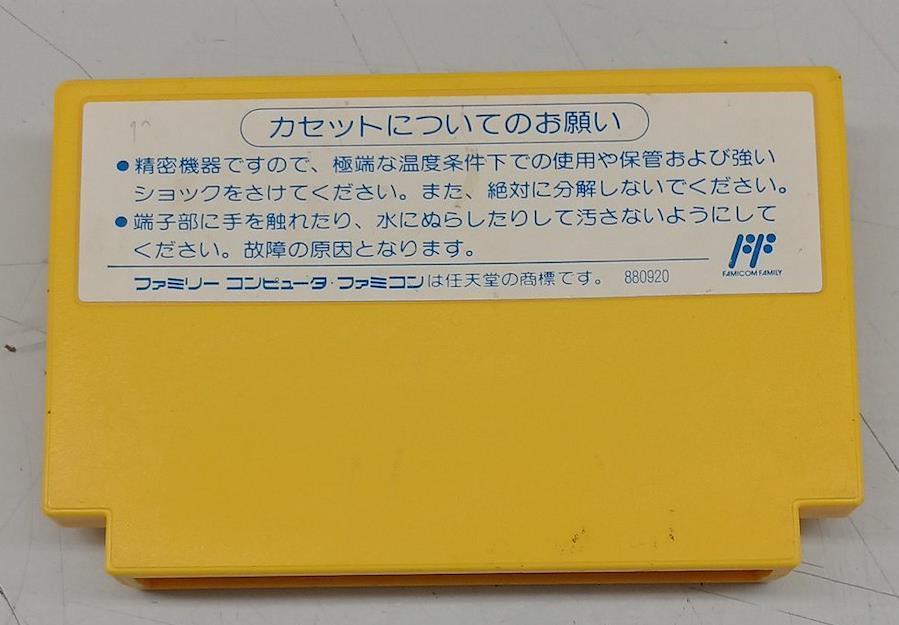 カセットについてのお願い
●精密機器ですので、極端な温度条件下での使用や保管および強い
ショックをさけてください。また、絶対に分解しないでください。
●端子部に手を触れたり、水にぬらしたりして汚さないようにして
ください。故障の原因となります。
ファミリー コンピュータ・ファミコンは任天堂の商標です。 880920
FAMICOM FAMILY